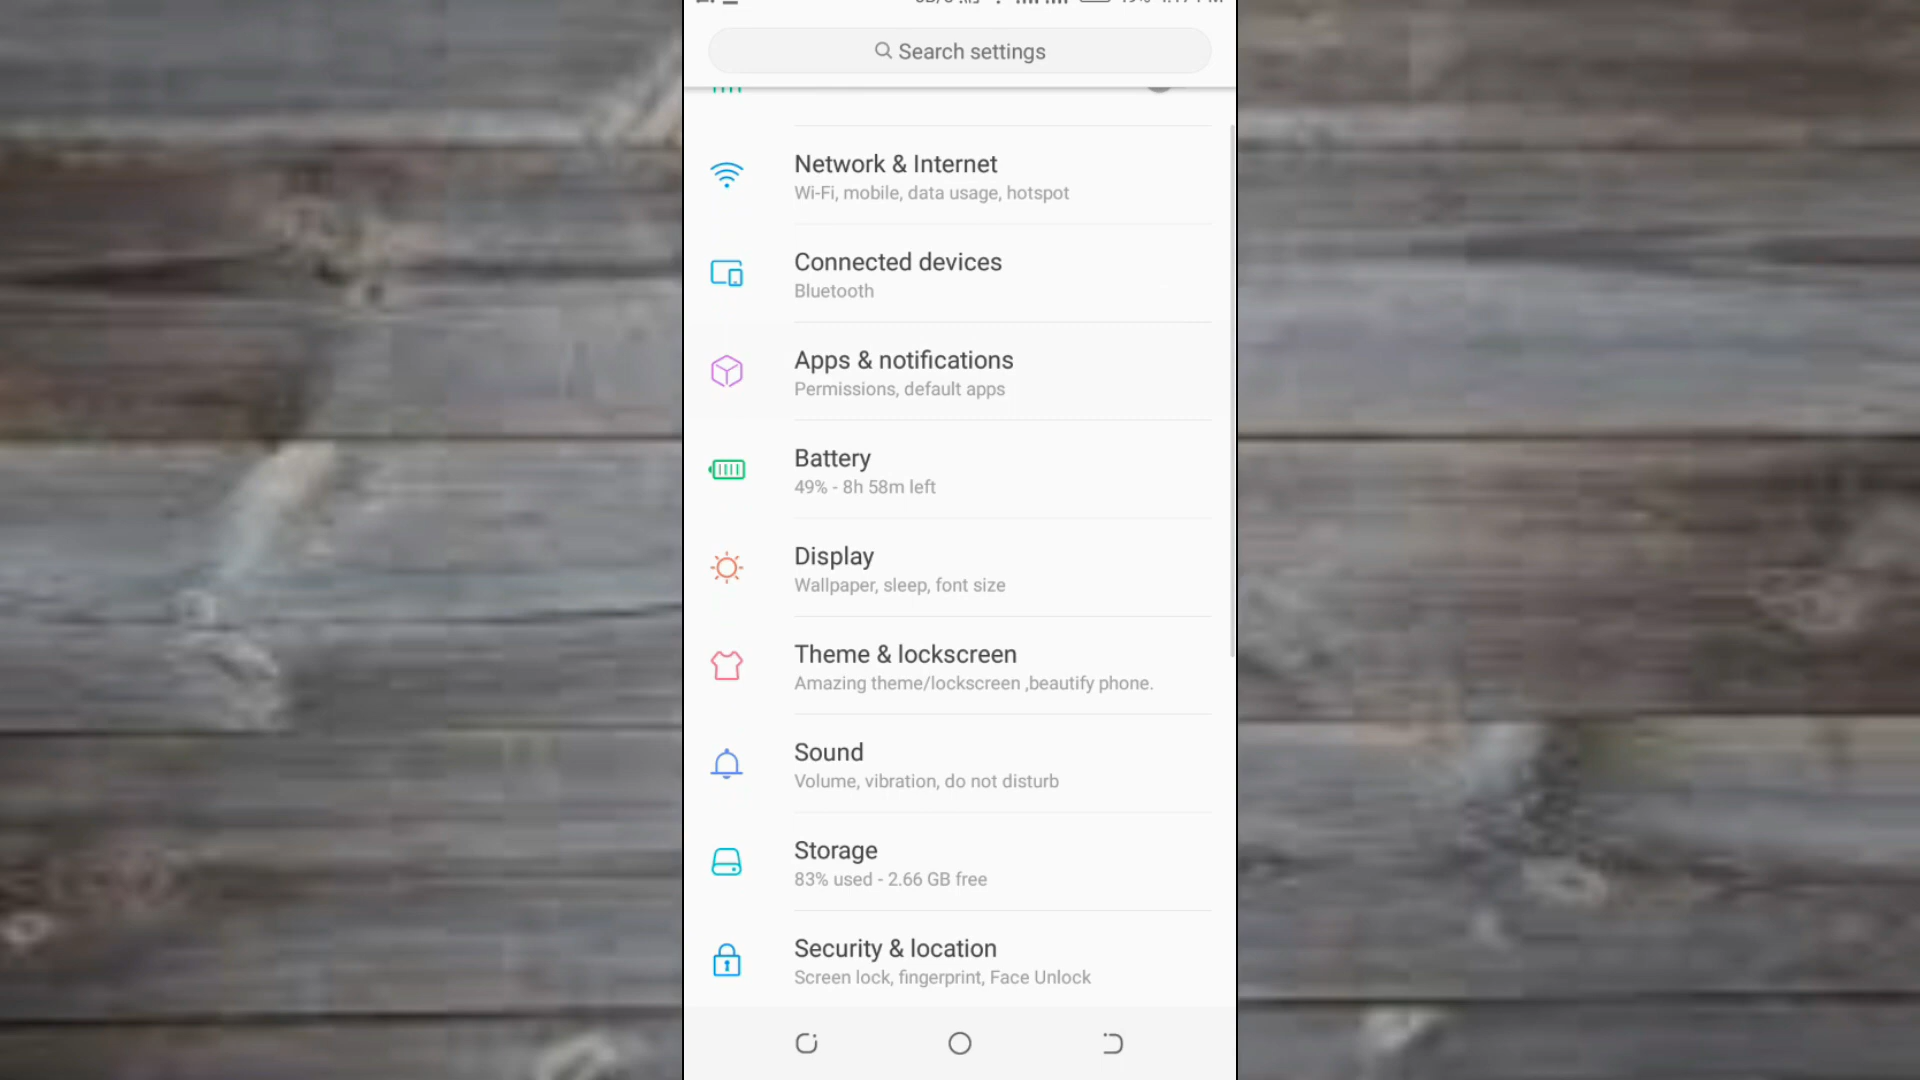 Search settings
Network & Internet
Wi-Fi, mobile, data usage, hotspot
Connected devices
Bluetooth
Apps & notifications
Permissions, default apps
Battery
49% - 8h 58m left
Display
Wallpaper, sleep, font size
Theme & lockscreen
Amazing theme/lockscreen ,beautify phone.
Sound
Volume, vibration, do not disturb
Storage
83% used - 2.66 GB free
Security & location
Screen lock, fingerprint, Face Unlock